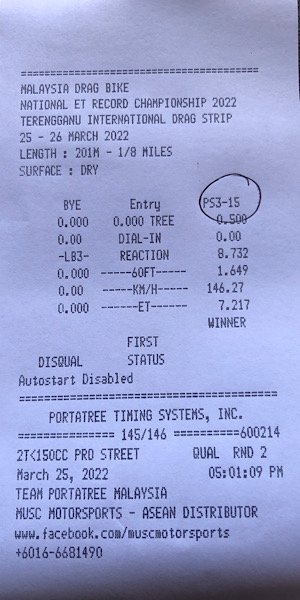 ==========================================
MALAYSIA DRAG BIKE
NATIONAL ET RECORD CHAMPIONSHIP 2022
TERENGGANU INTERNATIONAL DRAG STRIP
25 - 26 MARCH 2022
LENGTH : 201M - 1/8 MILES
SURFACE : DRY
BYE Entry PS3-15
0.000 0.000 TREE 0.500
0.00 DIAL-IN 0.00
-LB3- REACTION 8.732
0.000 ------60FT------ 1.649
0.00 ------KM/H------ 146.27
0.000 -------ET------- 7.217
WINNER
FIRST
DISQUAL STATUS
Autostart Disabled
==========================================
PORTATREE TIMING SYSTEMS, INC.
=============== 145/146 ==========600214
2T<150CC PRO STREET QUAL RND 2
March 25, 2022 05:01:09 PM
TEAM PORTATREE MALAYSIA
MUSC MOTORSPORTS - ASEAN DISTRIBUTOR
www.facebook.com/muscmotorsports
+6016-6681490